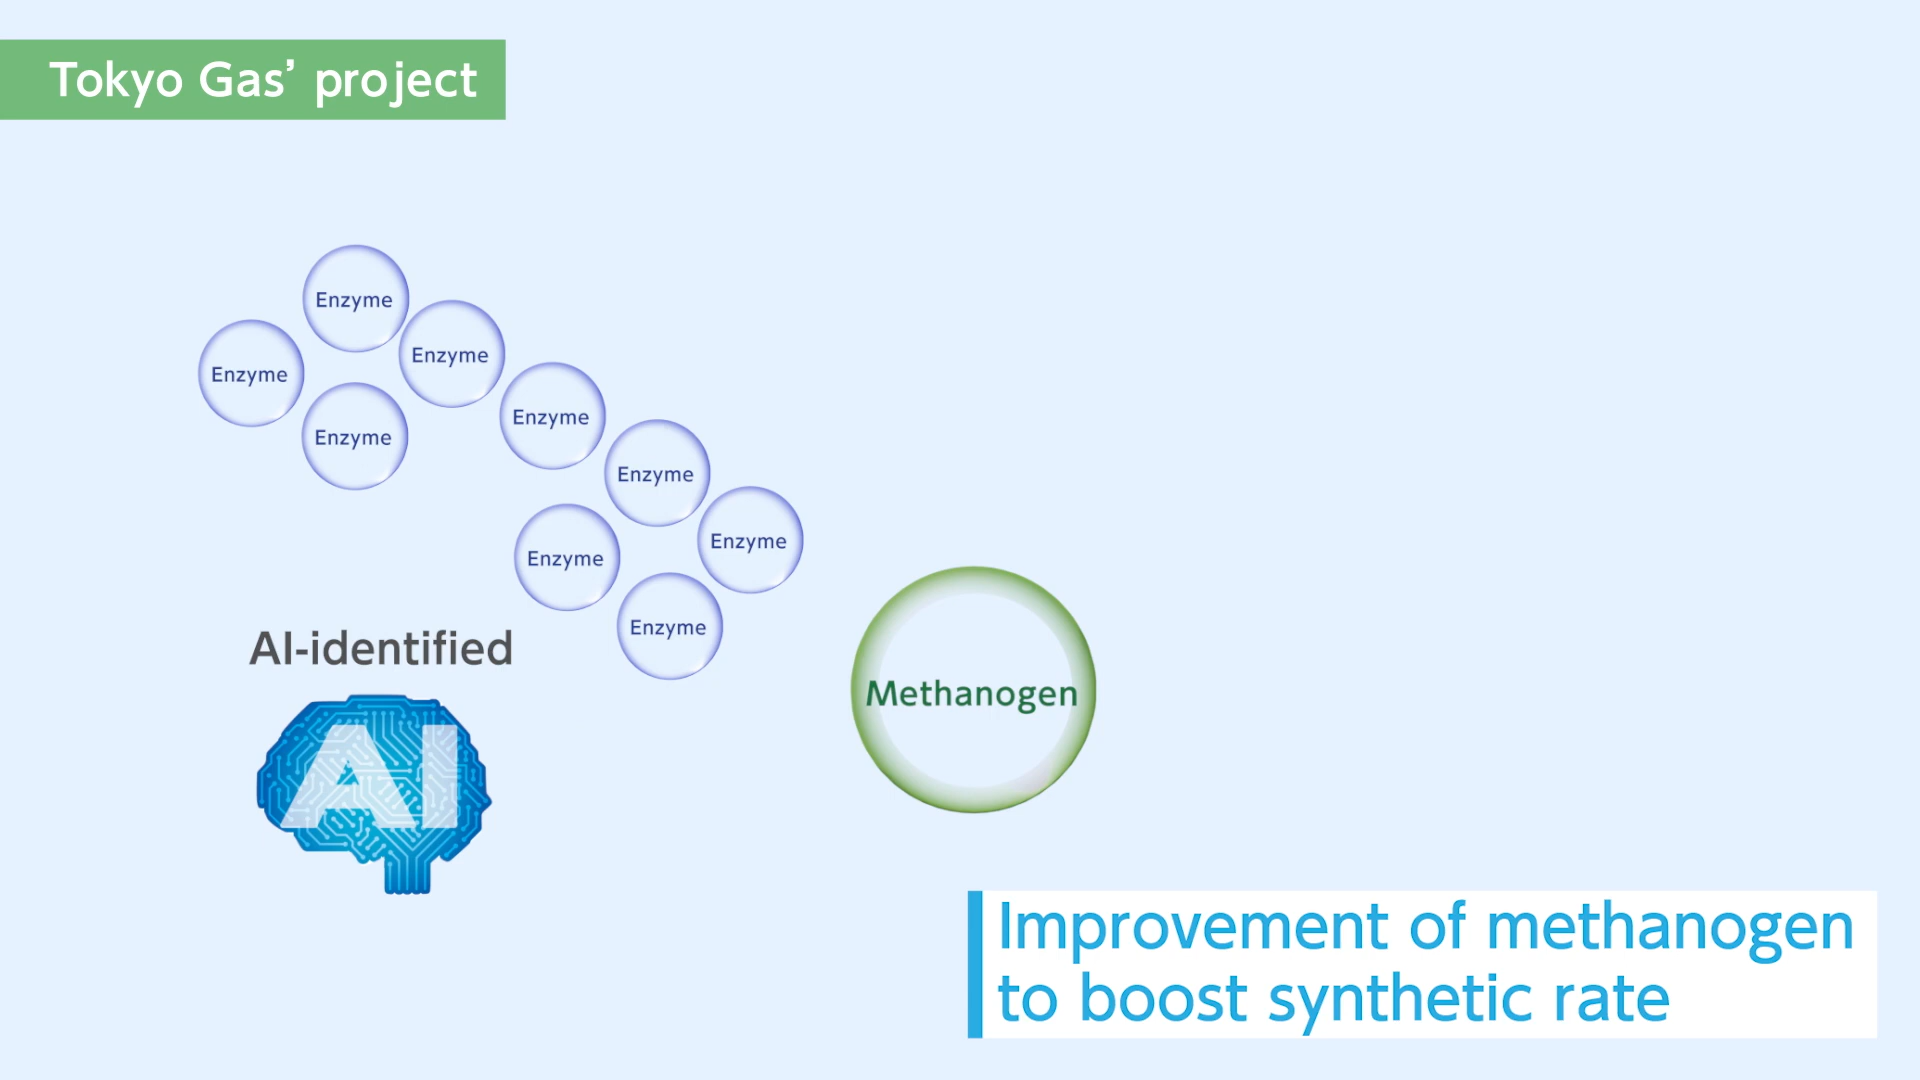 Tokyo Gas’ project
Enzyme
Enzyme
Enzyme
Enzyme
Enzyme
Enzyme
Enzyme
Enzyme
Enzyme
AI-identified
AI
Methanogen
Improvement of methanogen
to boost synthetic rate